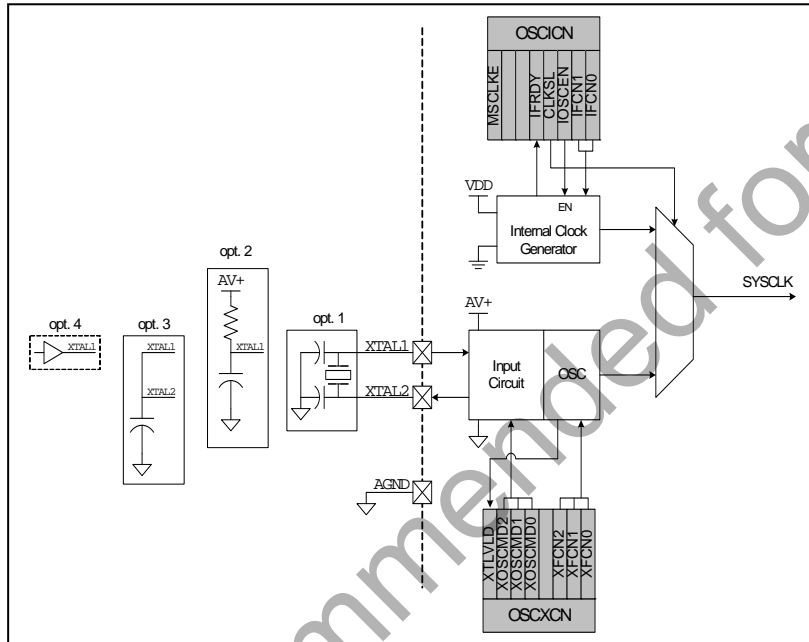 OSCICN
MSCLKE
IFRDY
CLKSL
IOSCEN
IFCN1
IFCN0
VDD
EN
Internal Clock
Generator
opt. 2
AV+
XTAL1
opt. 4
XTAL1
opt. 3
XTAL1
XTAL2
opt. 1
XTAL1
XTAL2
AV+
Input
Circuit
OSC
SYSCLK
AGND
XTLVLD
XOSCMD2
XOSCMD1
XOSCMD0
XFCN2
XFCN1
XFCN0
OSCXCN
mmended for